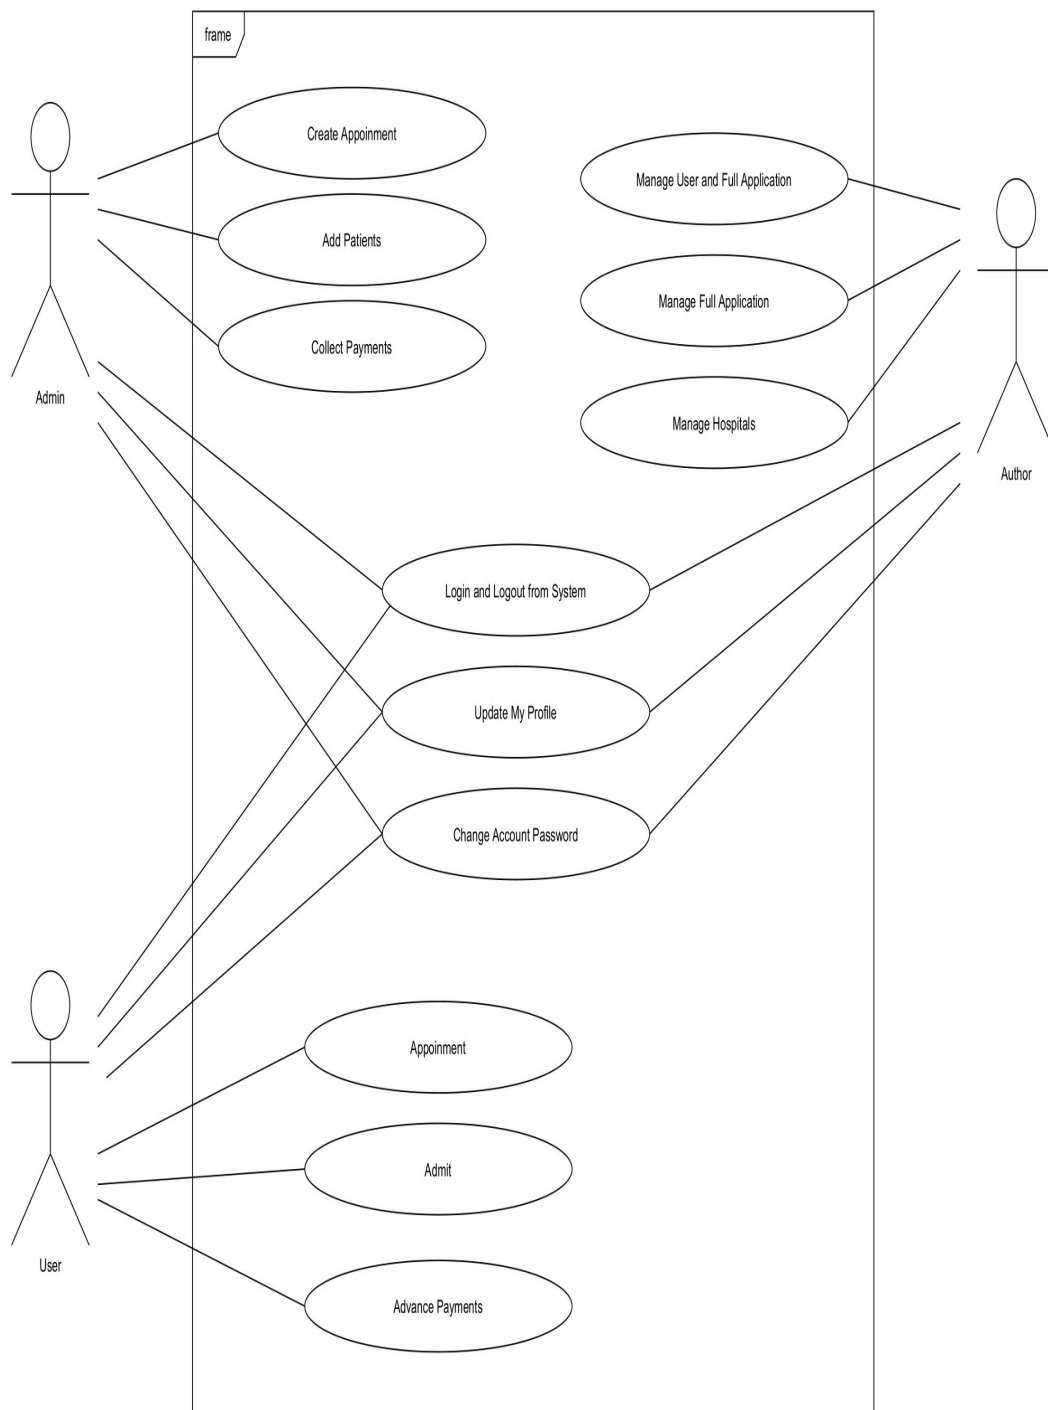 frame
Create Appoinment
Manage User and Full Application
Add Patients
Manage Full Application
Collect Payments
Admin
Manage Hospitals
Author
Login and Logout from System
Update My Profile
Change Account Password
Appoinment
Admit
User
Advance Payments